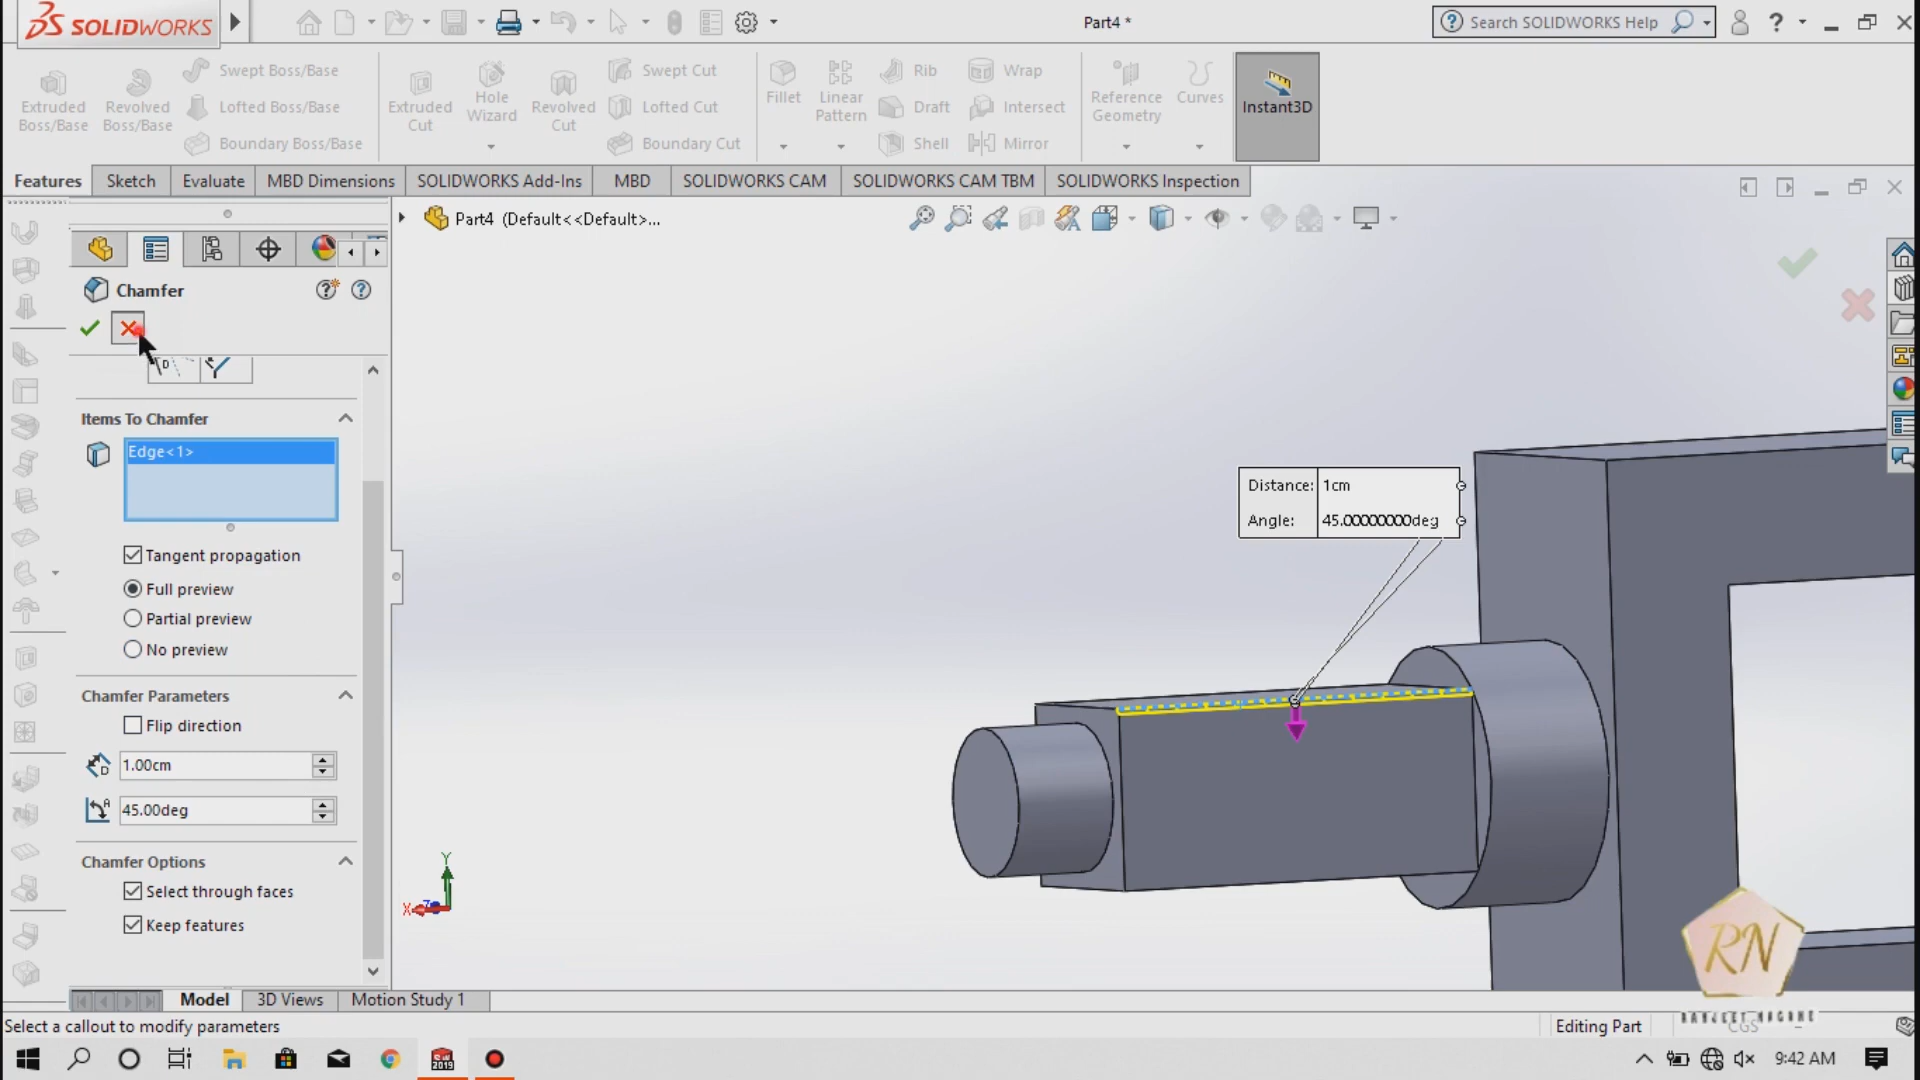 SOLIDWORKS
Part4 *
Search SOLIDWORKS Help
Extruded Boss/Base
Revolved Boss/Base
Swept Boss/Base
Lofted Boss/Base
Boundary Boss/Base
Extruded Cut
Hole Wizard
Revolved Cut
Swept Cut
Lofted Cut
Boundary Cut
Fillet
Linear Pattern
Rib
Draft
Shell
Wrap
Intersect
Mirror
Reference Geometry
Curves
Instant3D
Features
Sketch
Evaluate
MBD Dimensions
SOLIDWORKS Add-Ins
MBD
SOLIDWORKS CAM
SOLIDWORKS CAM TBM
SOLIDWORKS Inspection
Part4 (Default<<Default>...
Chamfer
Items To Chamfer
Edge<1>
Tangent propagation
Full preview
Partial preview
No preview
Chamfer Parameters
Flip direction
1.00cm
45.00deg
Chamfer Options
Select through faces
Keep features
Distance: 1cm
Angle: 45.00000000deg
Y
X
Z
RN
RANJEET NAGANE
Model
3D Views
Motion Study 1
Select a callout to modify parameters
Editing Part
CGS
9:42 AM